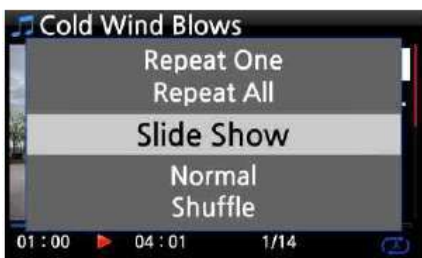 Cold Wind Blows
Repeat One
Repeat All
Slide Show
Normal
Shuffle
01:00 04:01 1/14